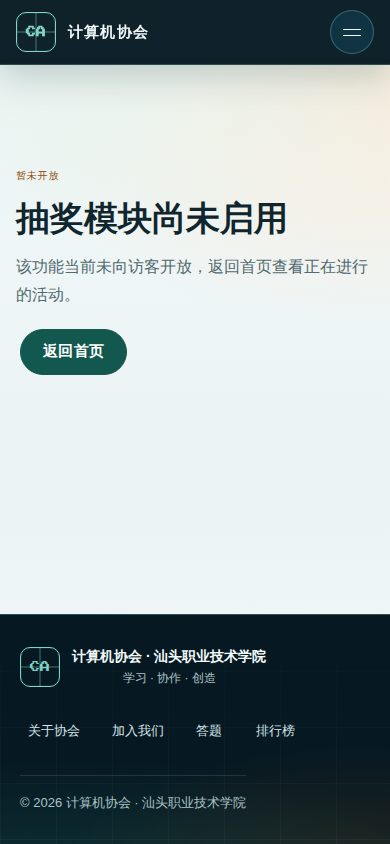 CA 计算机协会
暂未开放
抽奖模块尚未启用
该功能当前未向访客开放，返回首页查看正在进行
的活动。
返回首页
CA 计算机协会 · 汕头职业技术学院
学习 · 协作 · 创造
关于协会 加入我们 答题 排行榜
© 2026 计算机协会 · 汕头职业技术学院